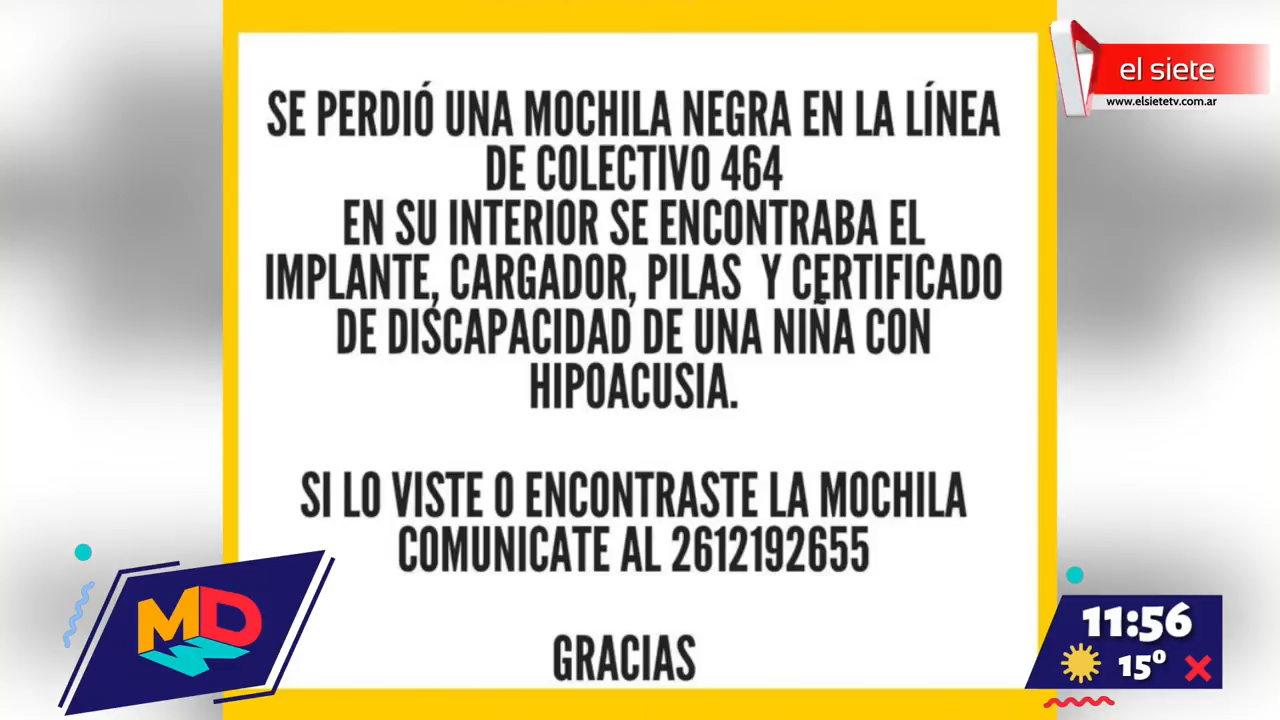 el siete
www.elsietetv.com.ar
SE PERDIÓ UNA MOCHILA NEGRA EN LA LÍNEA
DE COLECTIVO 464
EN SU INTERIOR SE ENCONTRABA EL
IMPLANTE, CARGADOR, PILAS Y CERTIFICADO
DE DISCAPACIDAD DE UNA NIÑA CON
HIPOACUSIA.
SI LO VISTE O ENCONTRASTE LA MOCHILA
COMUNICATE AL 2612192655
GRACIAS
MD
11:56
15º